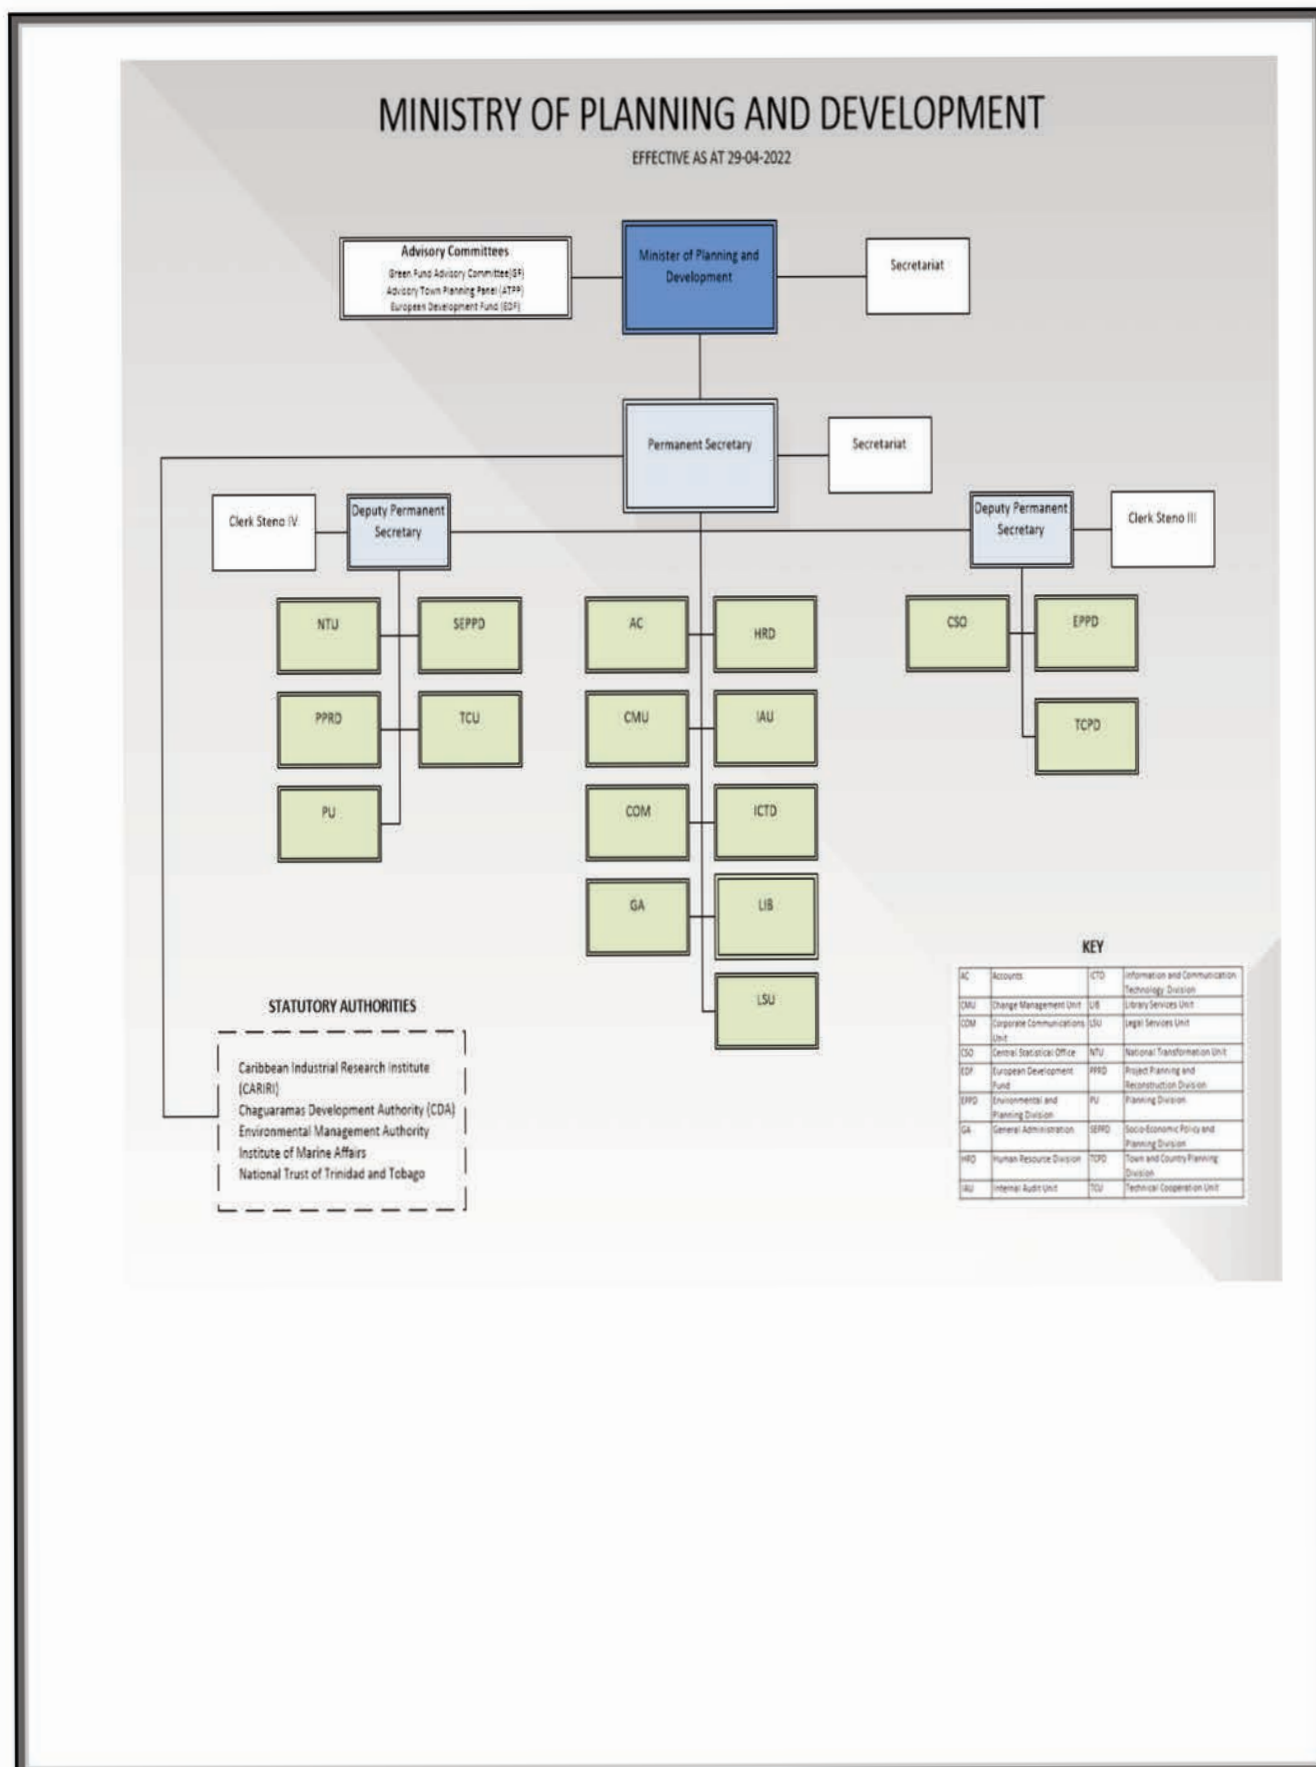 MINISTRY OF PLANNING AND DEVELOPMENT
EFFECTIVE AS AT 29-04-2022
Advisory Committees
Green Fund Advisory Committee(GF)
Advisory Town Planning Panel (ATPP)
European Development Fund (EDF)
Minister of Planning and
Development
Secretariat
Permanent Secretary
Secretariat
Clerk Steno IV
Deputy Permanent
Secretary
Deputy Permanent
Secretary
Clerk Steno III
NTU
SEPPD
PPRD
TCU
PU
AC
HRD
CMU
IAU
COM
ICTD
GA
LIB
LSU
CSO
EPPD
TCPD
STATUTORY AUTHORITIES
Caribbean Industrial Research Institute
(CARIRI)
Chaguaramas Development Authority (CDA)
Environmental Management Authority
Institute of Marine Affairs
National Trust of Trinidad and Tobago
KEY
AC Accounts ICTD Information and Communication
Technology Division
CMU Change Management Unit LIB Library Services Unit
COM Corporate Communications LSU Legal Services Unit
Unit
CSO Central Statistical Office NTU National Transformation Unit
EDF European Development PPRD Project Planning and
Fund Reconstruction Division
EPPD Environmental and PU Planning Division
Planning Division
GA General Administration SEPPD Socio-Economic Policy and
Planning Division
HRD Human Resource Division TCPD Town and Country Planning
Division
IAU Internal Audit Unit TCU Technical Cooperation Unit